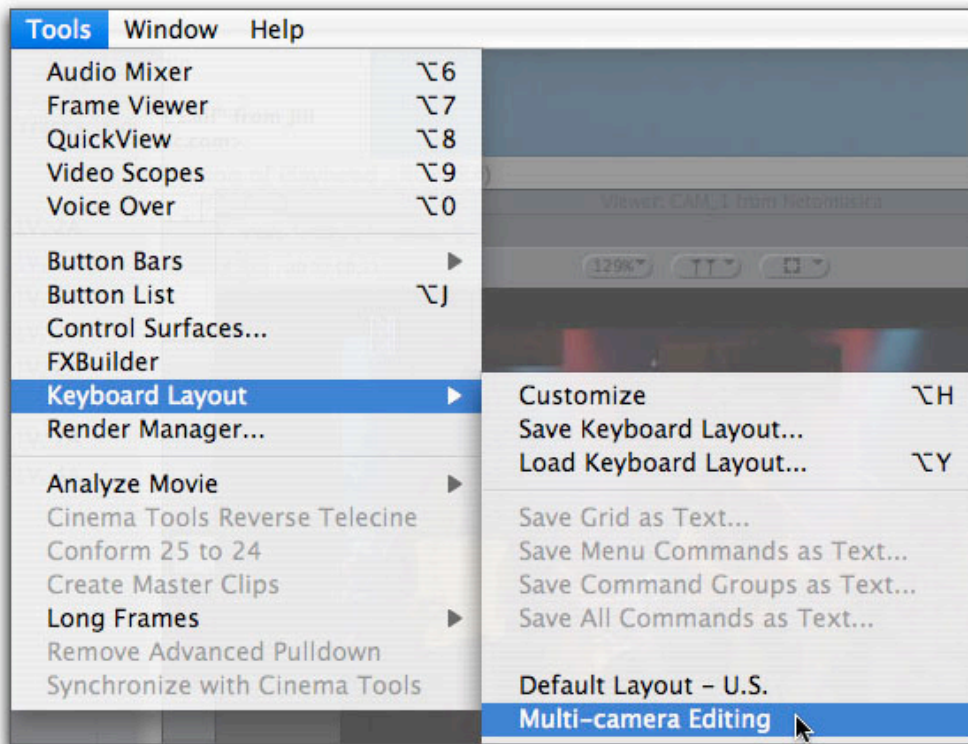 Tools Window Help
Audio Mixer ⌥6
Frame Viewer ⌥7
QuickView ⌥8
Video Scopes ⌥9
Voice Over ⌥0
Button Bars
Button List ⌥J
Control Surfaces...
FXBuilder
Keyboard Layout
Render Manager...
Analyze Movie
Cinema Tools Reverse Telecine
Conform 25 to 24
Create Master Clips
Long Frames
Remove Advanced Pulldown
Synchronize with Cinema Tools
Viewer: CAM_1 from Netomusica
129%
Customize ⌥H
Save Keyboard Layout...
Load Keyboard Layout... ⌥Y
Save Grid as Text...
Save Menu Commands as Text...
Save Command Groups as Text...
Save All Commands as Text...
Default Layout – U.S.
Multi-camera Editing